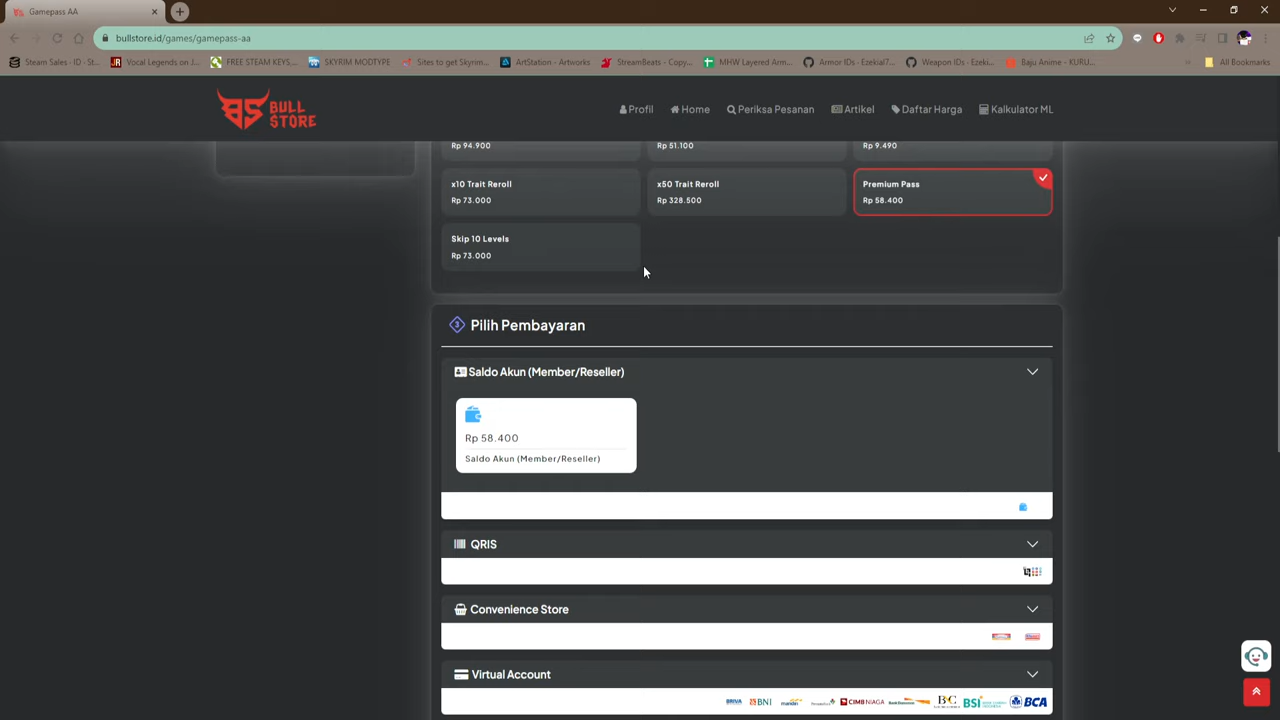 Gamepass AA
bullstore.id/games/gamepass-aa
Steam Sales - ID - St...
Vocal Legends on J...
FREE STEAM KEYS...
SKYRIM MODTYPE
Sites to get Skyrim...
ArtStation - Artworks
StreamBeats - Copy...
MHW Layered Arm...
Armor IDs - Ezekial7...
Weapon IDs - Ezeki...
Baju Anime - KURU...
All Bookmarks
BULL
STORE
Profil
Home
Periksa Pesanan
Artikel
Daftar Harga
Kalkulator ML
Rp 94.900
Rp 51.100
Rp 9.490
x10 Trait Reroll
Rp 73.000
x50 Trait Reroll
Rp 328.500
Premium Pass
Rp 58.400
Skip 10 Levels
Rp 73.000
3 Pilih Pembayaran
Saldo Akun (Member/Reseller)
Rp 58.400
Saldo Akun (Member/Reseller)
QRIS
Convenience Store
Virtual Account
BRIVA
BNI
mandiri
CIMB NIAGA
BNC
BSI
BCA